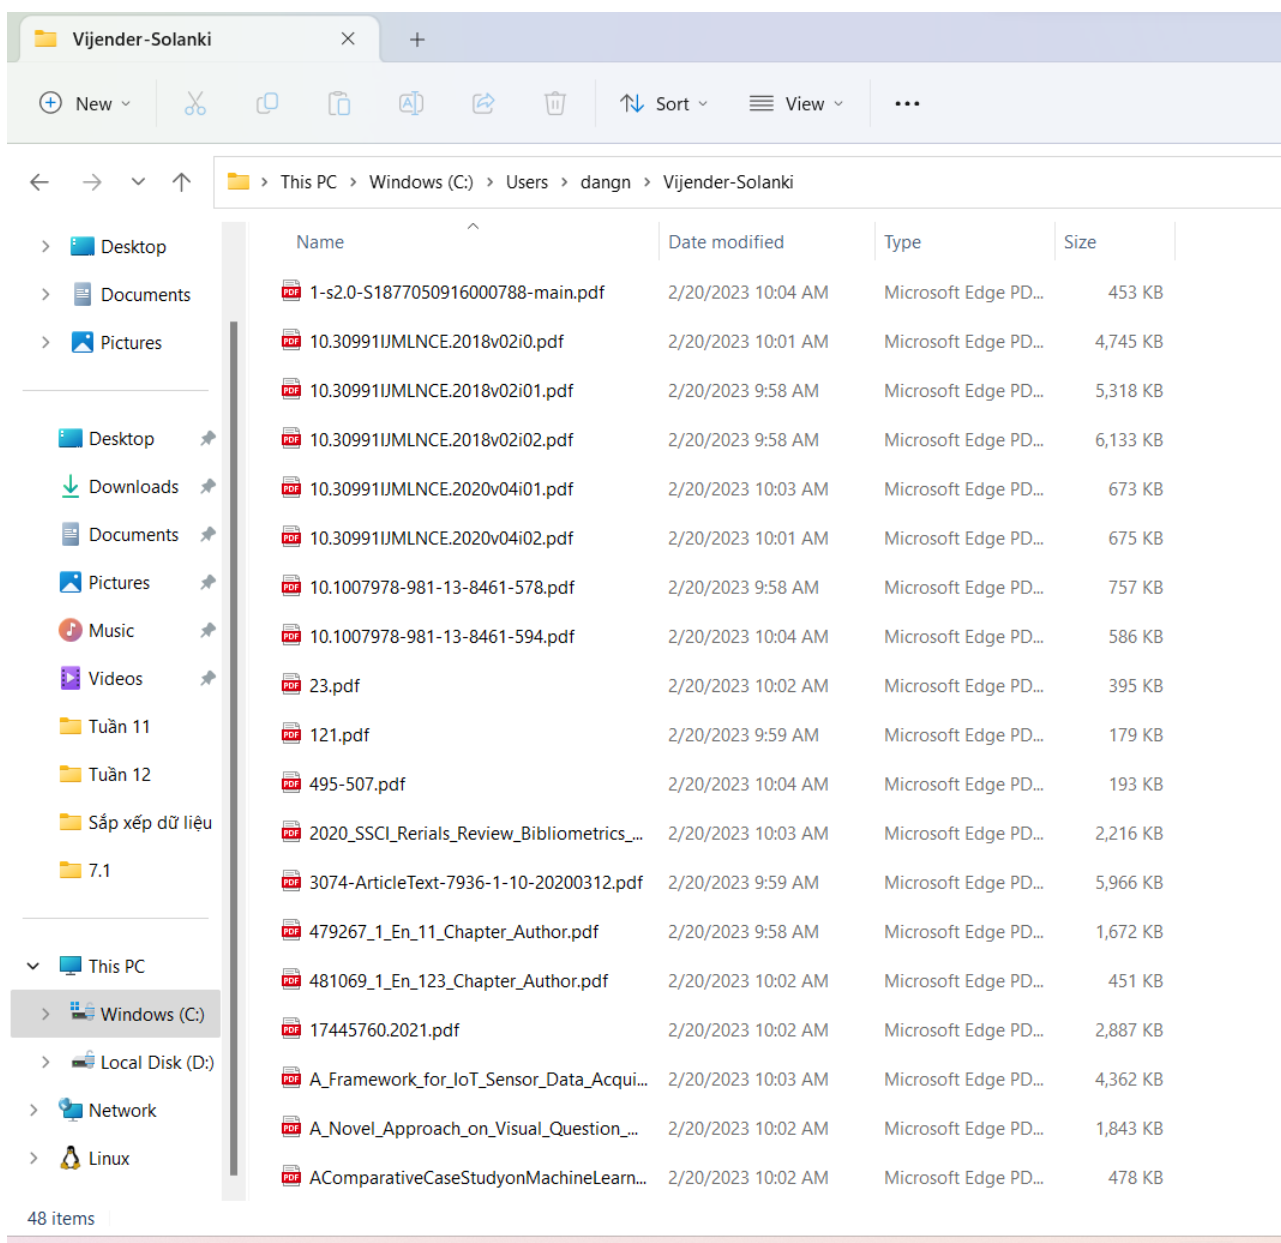 Vijender-Solanki
New
Sort
View
This PC > Windows (C:) > Users > dangn > Vijender-Solanki
Desktop
Documents
Pictures
Desktop
Downloads
Documents
Pictures
Music
Videos
Tuần 11
Tuần 12
Sắp xếp dữ liệu
7.1
This PC
Windows (C:)
Local Disk (D:)
Network
Linux
Name Date modified Type Size
1-s2.0-S1877050916000788-main.pdf 2/20/2023 10:04 AM Microsoft Edge PD... 453 KB
10.30991IJMLNCE.2018v02i0.pdf 2/20/2023 10:01 AM Microsoft Edge PD... 4,745 KB
10.30991IJMLNCE.2018v02i01.pdf 2/20/2023 9:58 AM Microsoft Edge PD... 5,318 KB
10.30991IJMLNCE.2018v02i02.pdf 2/20/2023 9:58 AM Microsoft Edge PD... 6,133 KB
10.30991IJMLNCE.2020v04i01.pdf 2/20/2023 10:03 AM Microsoft Edge PD... 673 KB
10.30991IJMLNCE.2020v04i02.pdf 2/20/2023 10:01 AM Microsoft Edge PD... 675 KB
10.1007978-981-13-8461-578.pdf 2/20/2023 9:58 AM Microsoft Edge PD... 757 KB
10.1007978-981-13-8461-594.pdf 2/20/2023 10:04 AM Microsoft Edge PD... 586 KB
23.pdf 2/20/2023 10:02 AM Microsoft Edge PD... 395 KB
121.pdf 2/20/2023 9:59 AM Microsoft Edge PD... 179 KB
495-507.pdf 2/20/2023 10:04 AM Microsoft Edge PD... 193 KB
2020_SSCI_Rerials_Review_Bibliometrics_... 2/20/2023 10:03 AM Microsoft Edge PD... 2,216 KB
3074-ArticleText-7936-1-10-20200312.pdf 2/20/2023 9:59 AM Microsoft Edge PD... 5,966 KB
479267_1_En_11_Chapter_Author.pdf 2/20/2023 9:58 AM Microsoft Edge PD... 1,672 KB
481069_1_En_123_Chapter_Author.pdf 2/20/2023 10:02 AM Microsoft Edge PD... 451 KB
17445760.2021.pdf 2/20/2023 10:02 AM Microsoft Edge PD... 2,887 KB
A_Framework_for_IoT_Sensor_Data_Acqui... 2/20/2023 10:03 AM Microsoft Edge PD... 4,362 KB
A_Novel_Approach_on_Visual_Question_... 2/20/2023 10:02 AM Microsoft Edge PD... 1,843 KB
AComparativeCaseStudyonMachineLearn... 2/20/2023 10:02 AM Microsoft Edge PD... 478 KB
48 items